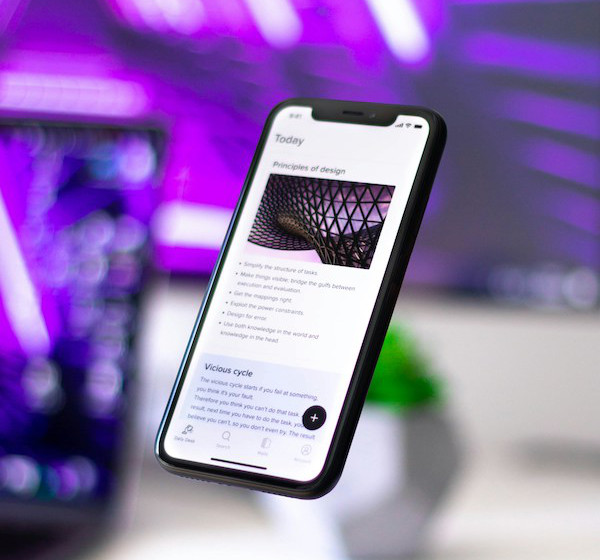 9:41
Today
Principles of design
• Simplify the structure of tasks.
• Make things visible: bridge the gulfs between
execution and evaluation.
• Get the mappings right.
• Exploit the power constraints.
• Design for error.
• Use both knowledge in the world and
knowledge in the head.
Vicious cycle
The vicious cycle starts if you fail at something,
you think it's your fault.
Therefore you think you can't do that task.
result, next time you have to do the task, you
believe you can't, so you don't even try. The result
Daily Deck
Search